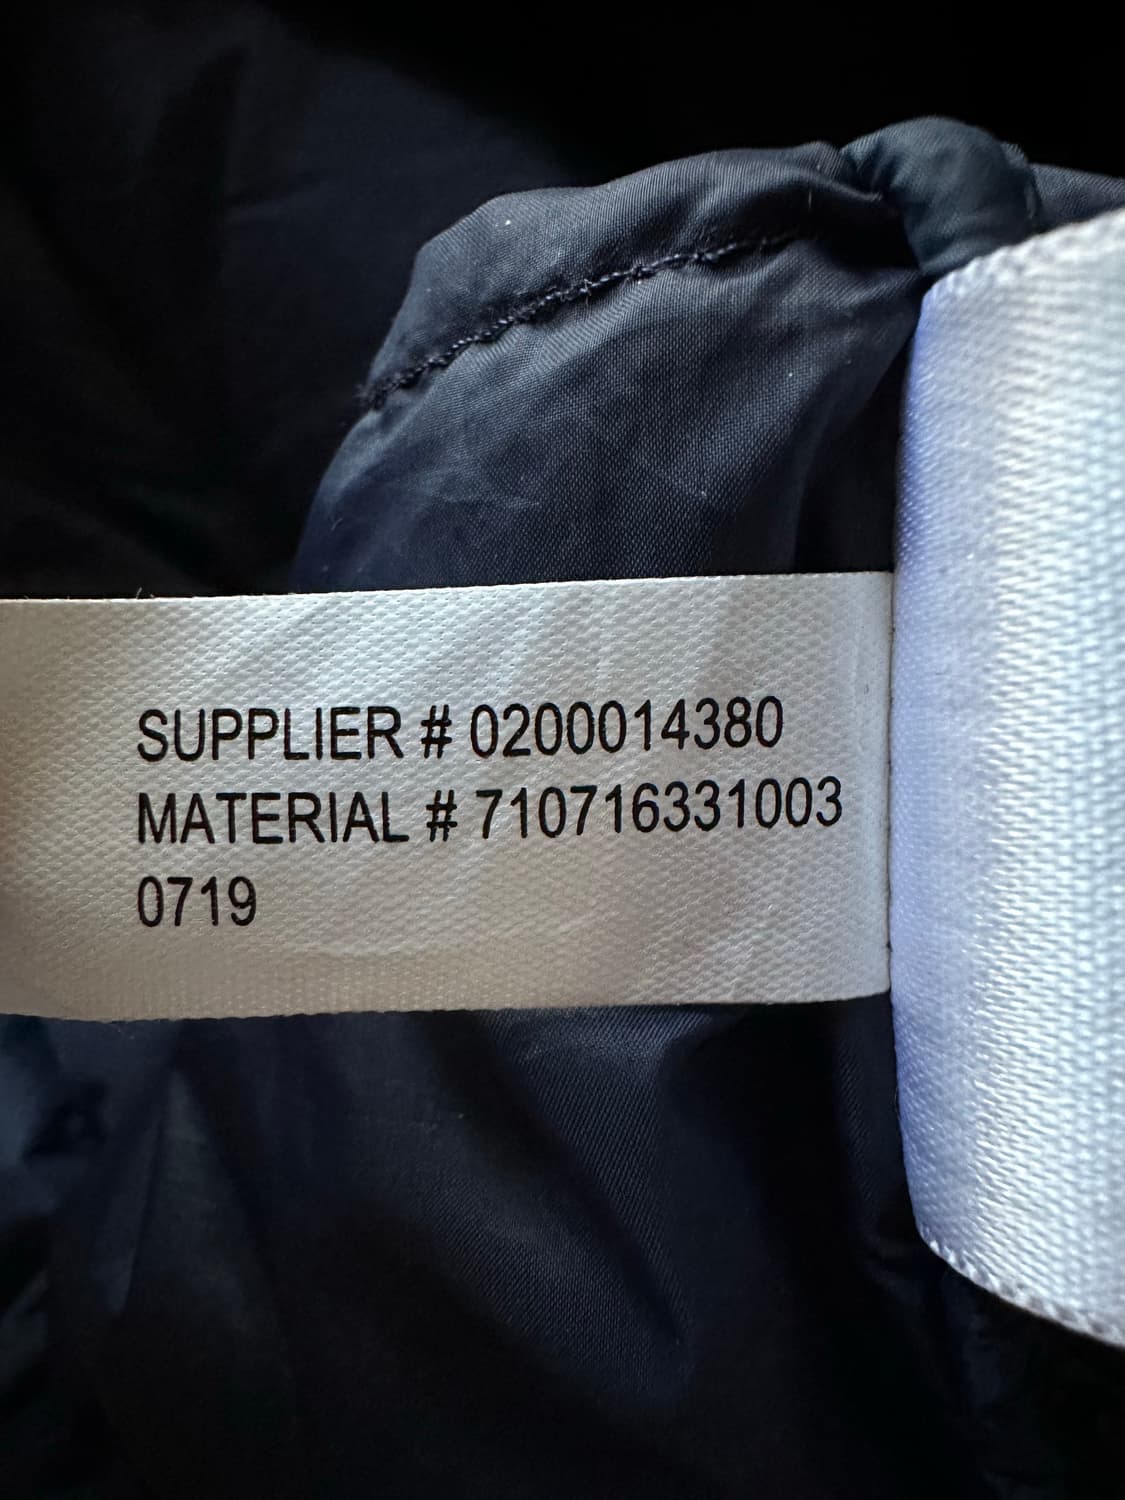 SUPPLIER # 0200014380
MATERIAL # 710716331003
0719